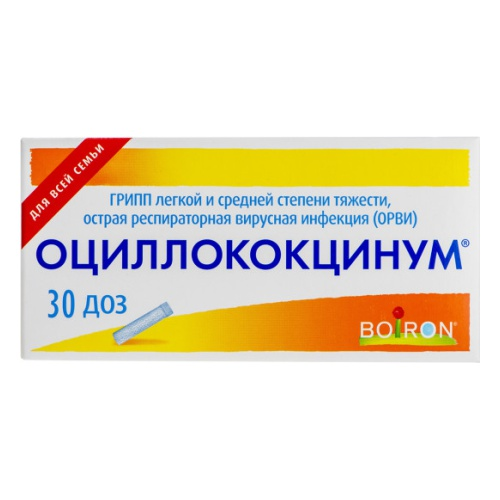 ДЛЯ ВСЕЙ СЕМЬИ
ГРИПП легкой и средней степени тяжести,
острая респираторная вирусная инфекция (ОРВИ)
ОЦИЛЛОКОКЦИНУМ®
30 ДОЗ
BOIRON®